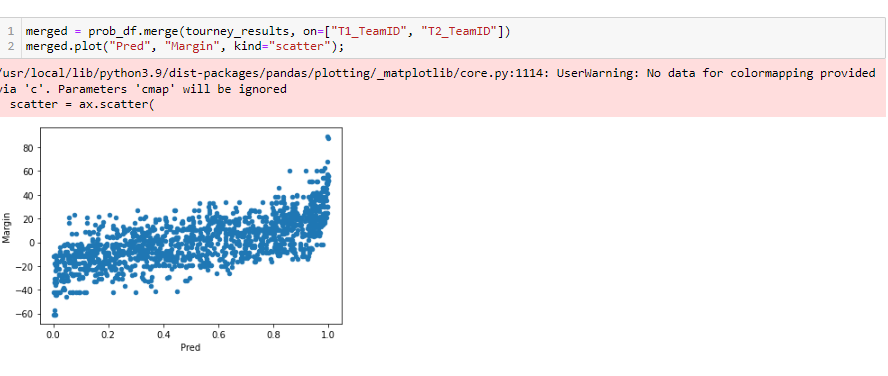 1 merged = prob_df.merge(tourney_results, on=["T1_TeamID", "T2_TeamID"])
2 merged.plot("Pred", "Margin", kind="scatter");
/usr/local/lib/python3.9/dist-packages/pandas/plotting/_matplotlib/core.py:1114: UserWarning: No data for colormapping provided
via 'c'. Parameters 'cmap' will be ignored
scatter = ax.scatter(
80
60
40
20
0
−20
−40
−60
Margin
0.0 0.2 0.4 0.6 0.8 1.0
Pred